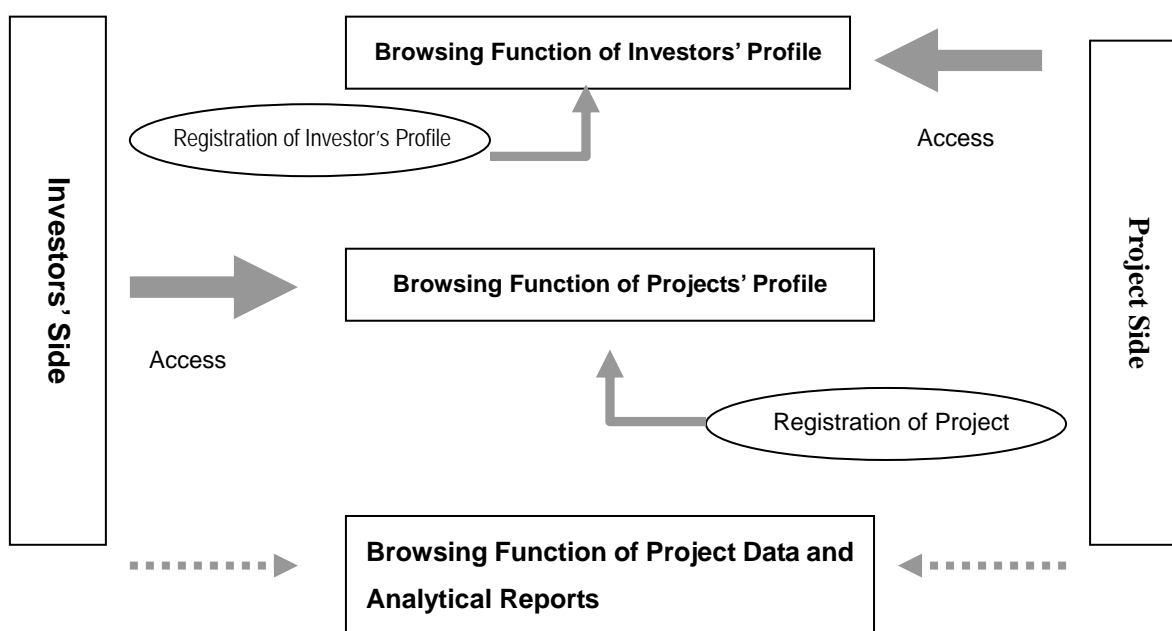 Browsing Function of Investors’ Profile
Registration of Investor’s Profile
Access
Investors’ Side
Project Side
Browsing Function of Projects’ Profile
Access
Registration of Project
Browsing Function of Project Data and
Analytical Reports